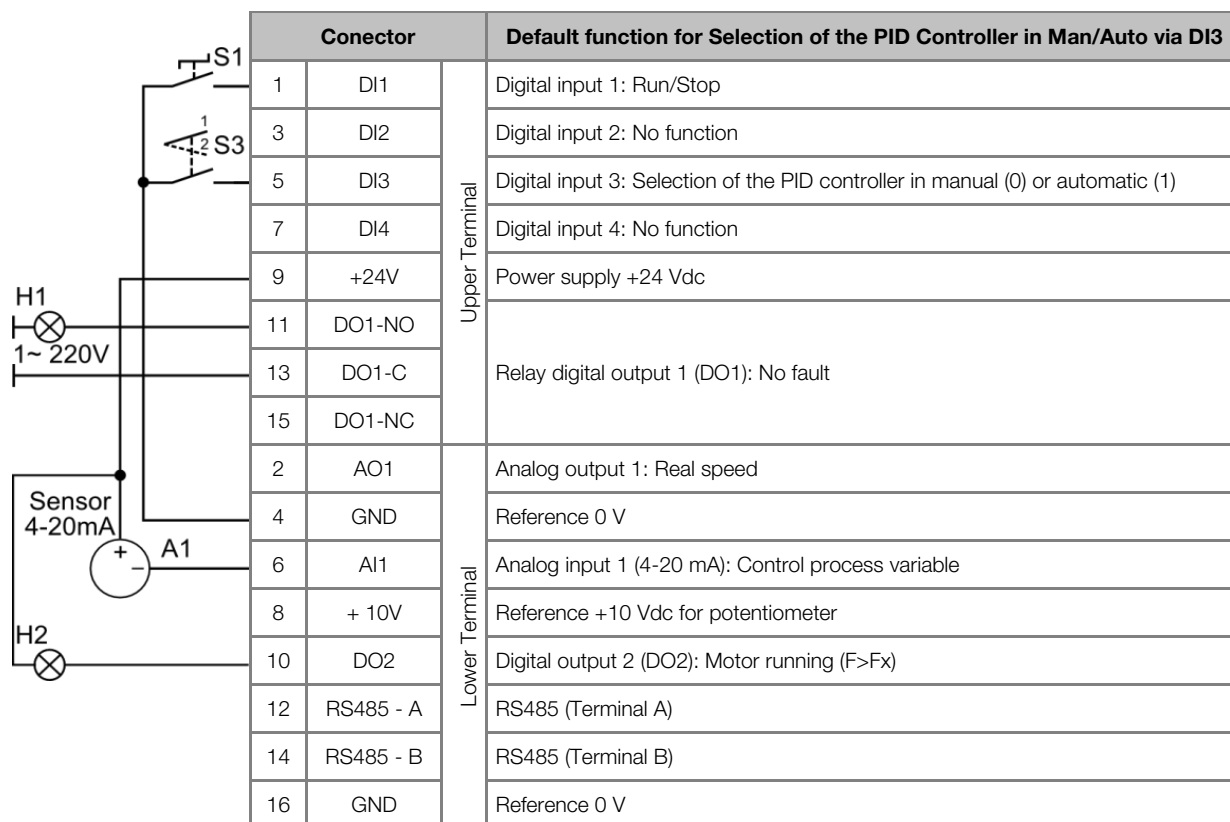 Conector Default function for Selection of the PID Controller in Man/Auto via DI3
S1
1 DI1 Digital input 1: Run/Stop
3 DI2 Digital input 2: No function
1
2 S3
5 DI3 Digital input 3: Selection of the PID controller in manual (0) or automatic (1)
7 DI4 Digital input 4: No function
Upper Terminal
9 +24V Power supply +24 Vdc
H1
11 DO1-NO
1~ 220V
13 DO1-C Relay digital output 1 (DO1): No fault
15 DO1-NC
2 AO1 Analog output 1: Real speed
Sensor
4-20mA
4 GND Reference 0 V
+ − A1
6 AI1 Analog input 1 (4-20 mA): Control process variable
8 + 10V Reference +10 Vdc for potentiometer
Lower Terminal
H2
10 DO2 Digital output 2 (DO2): Motor running (F>Fx)
12 RS485 - A RS485 (Terminal A)
14 RS485 - B RS485 (Terminal B)
16 GND Reference 0 V